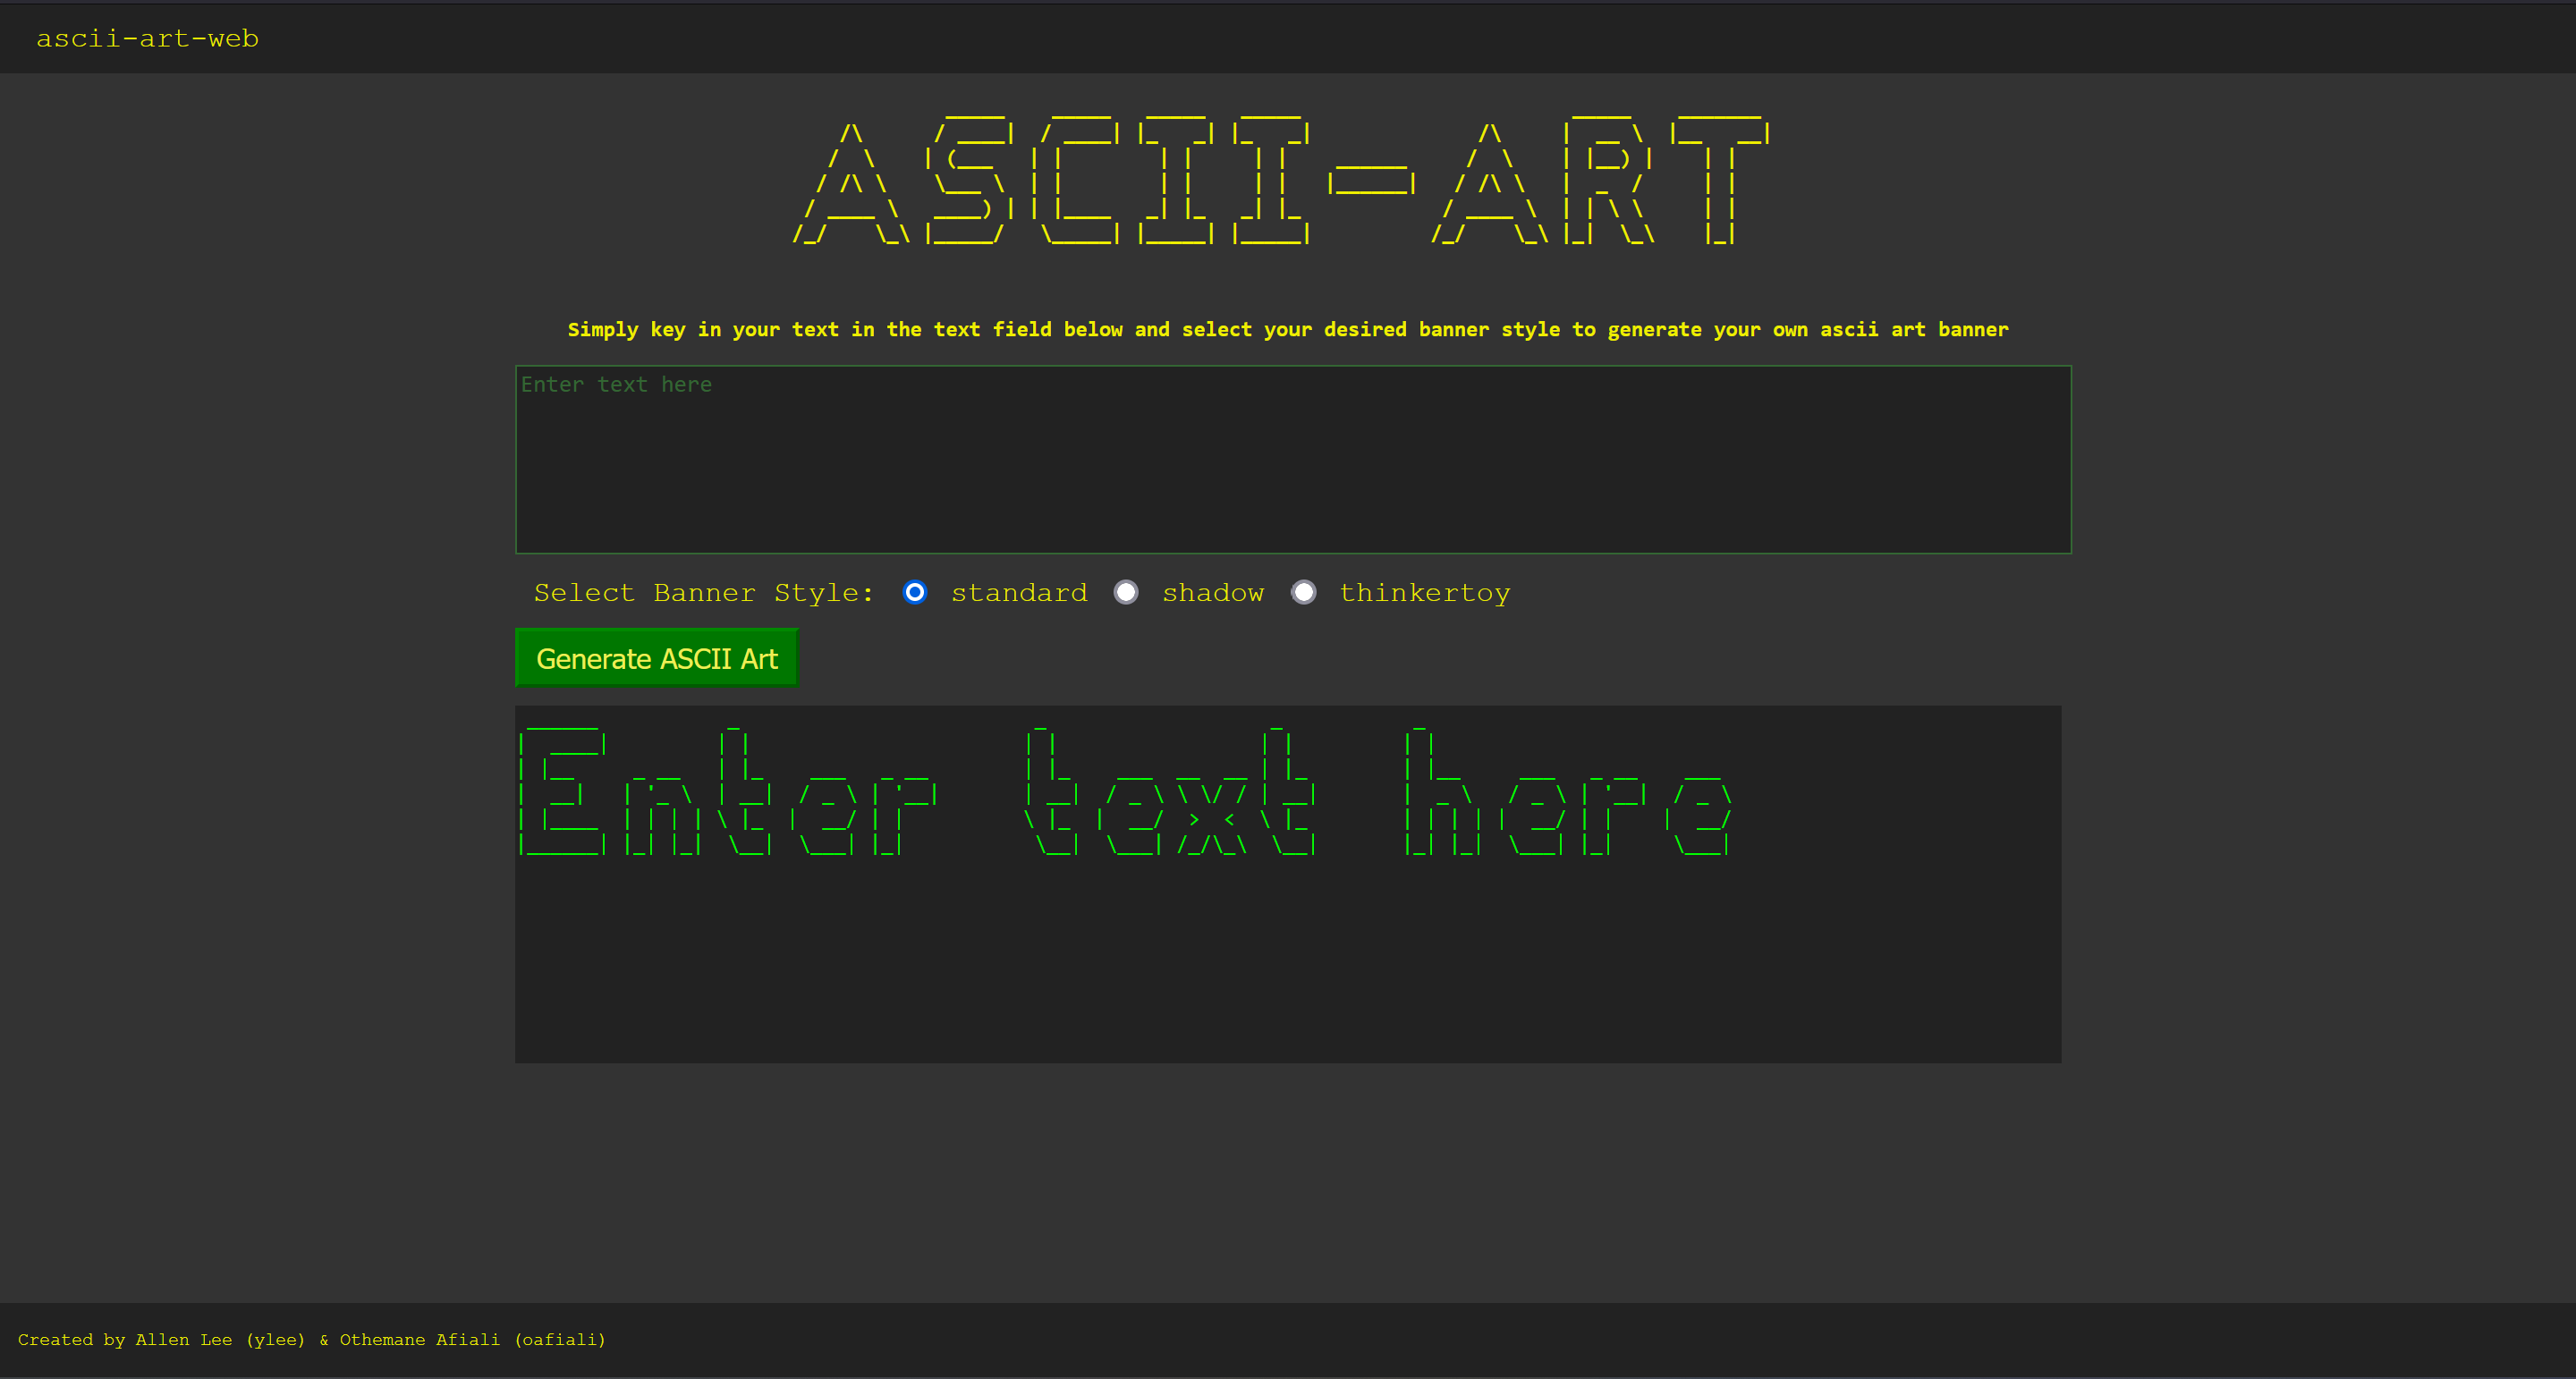 ascii-art-web
ASCII-ART
Simply key in your text in the text field below and select your desired banner style to generate your own ascii art banner
Enter text here
Select Banner Style: standard shadow thinkertoy
Generate ASCII Art
Enter text here
Created by Allen Lee (ylee) & Othemane Afiali (oafiali)